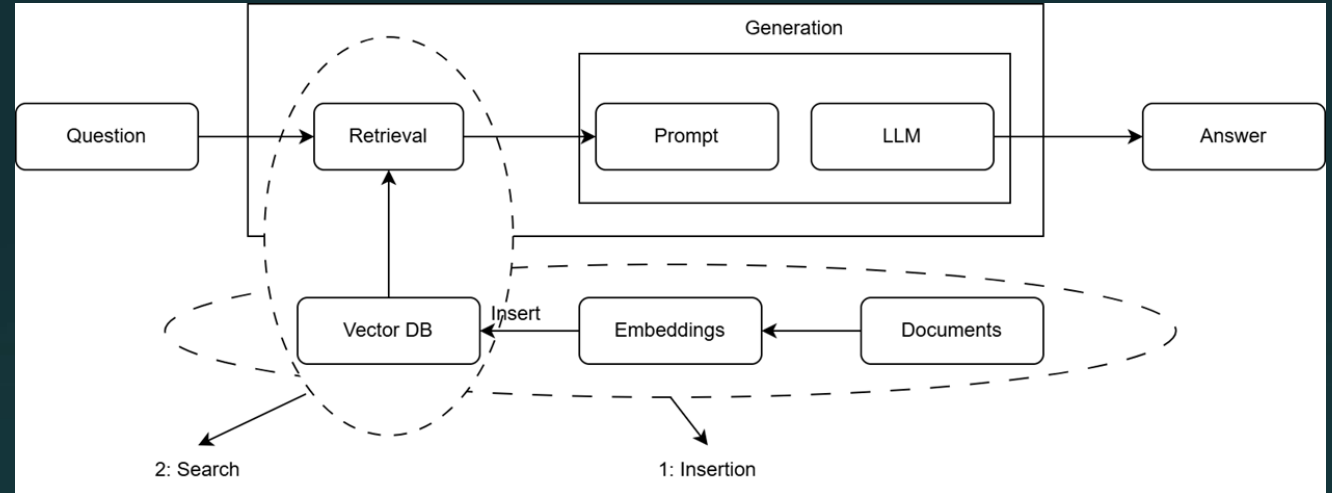 Generation
Question
Retrieval
Prompt
LLM
Answer
Insert
Vector DB
Embeddings
Documents
2: Search
1: Insertion